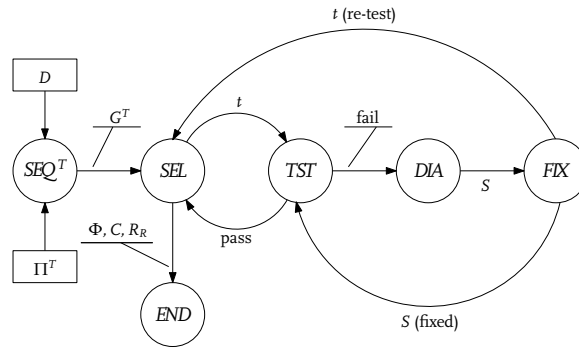 t (re-test)
D
G^T
t
fail
SEQ^T
SEL
TST
DIA
S
FIX
Φ, C, R_R
pass
Π^T
END
S (fixed)